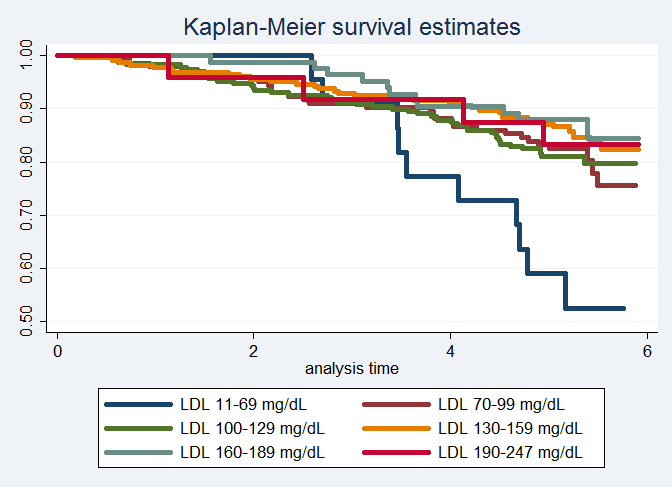 Kaplan-Meier survival estimates
1.00
0.90
0.80
0.70
0.60
0.50
0 2 4 6
analysis time
LDL 11-69 mg/dL LDL 70-99 mg/dL
LDL 100-129 mg/dL LDL 130-159 mg/dL
LDL 160-189 mg/dL LDL 190-247 mg/dL